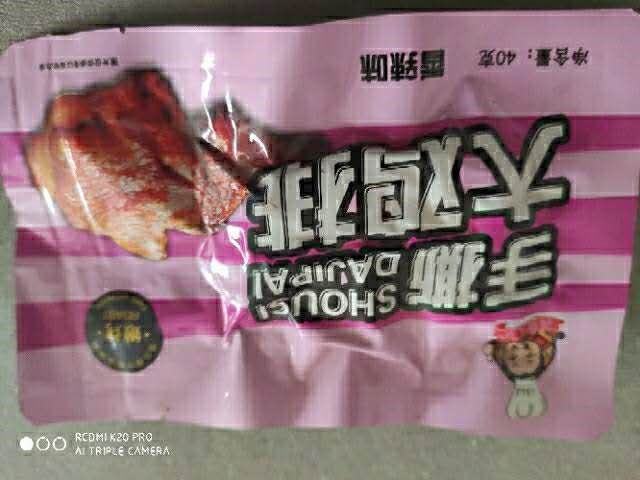 手撕
SHOUSI
DAJIPAI
大鸡排
香辣味
净含量：40克
REDMI K20 PRO
AI TRIPLE CAMERA